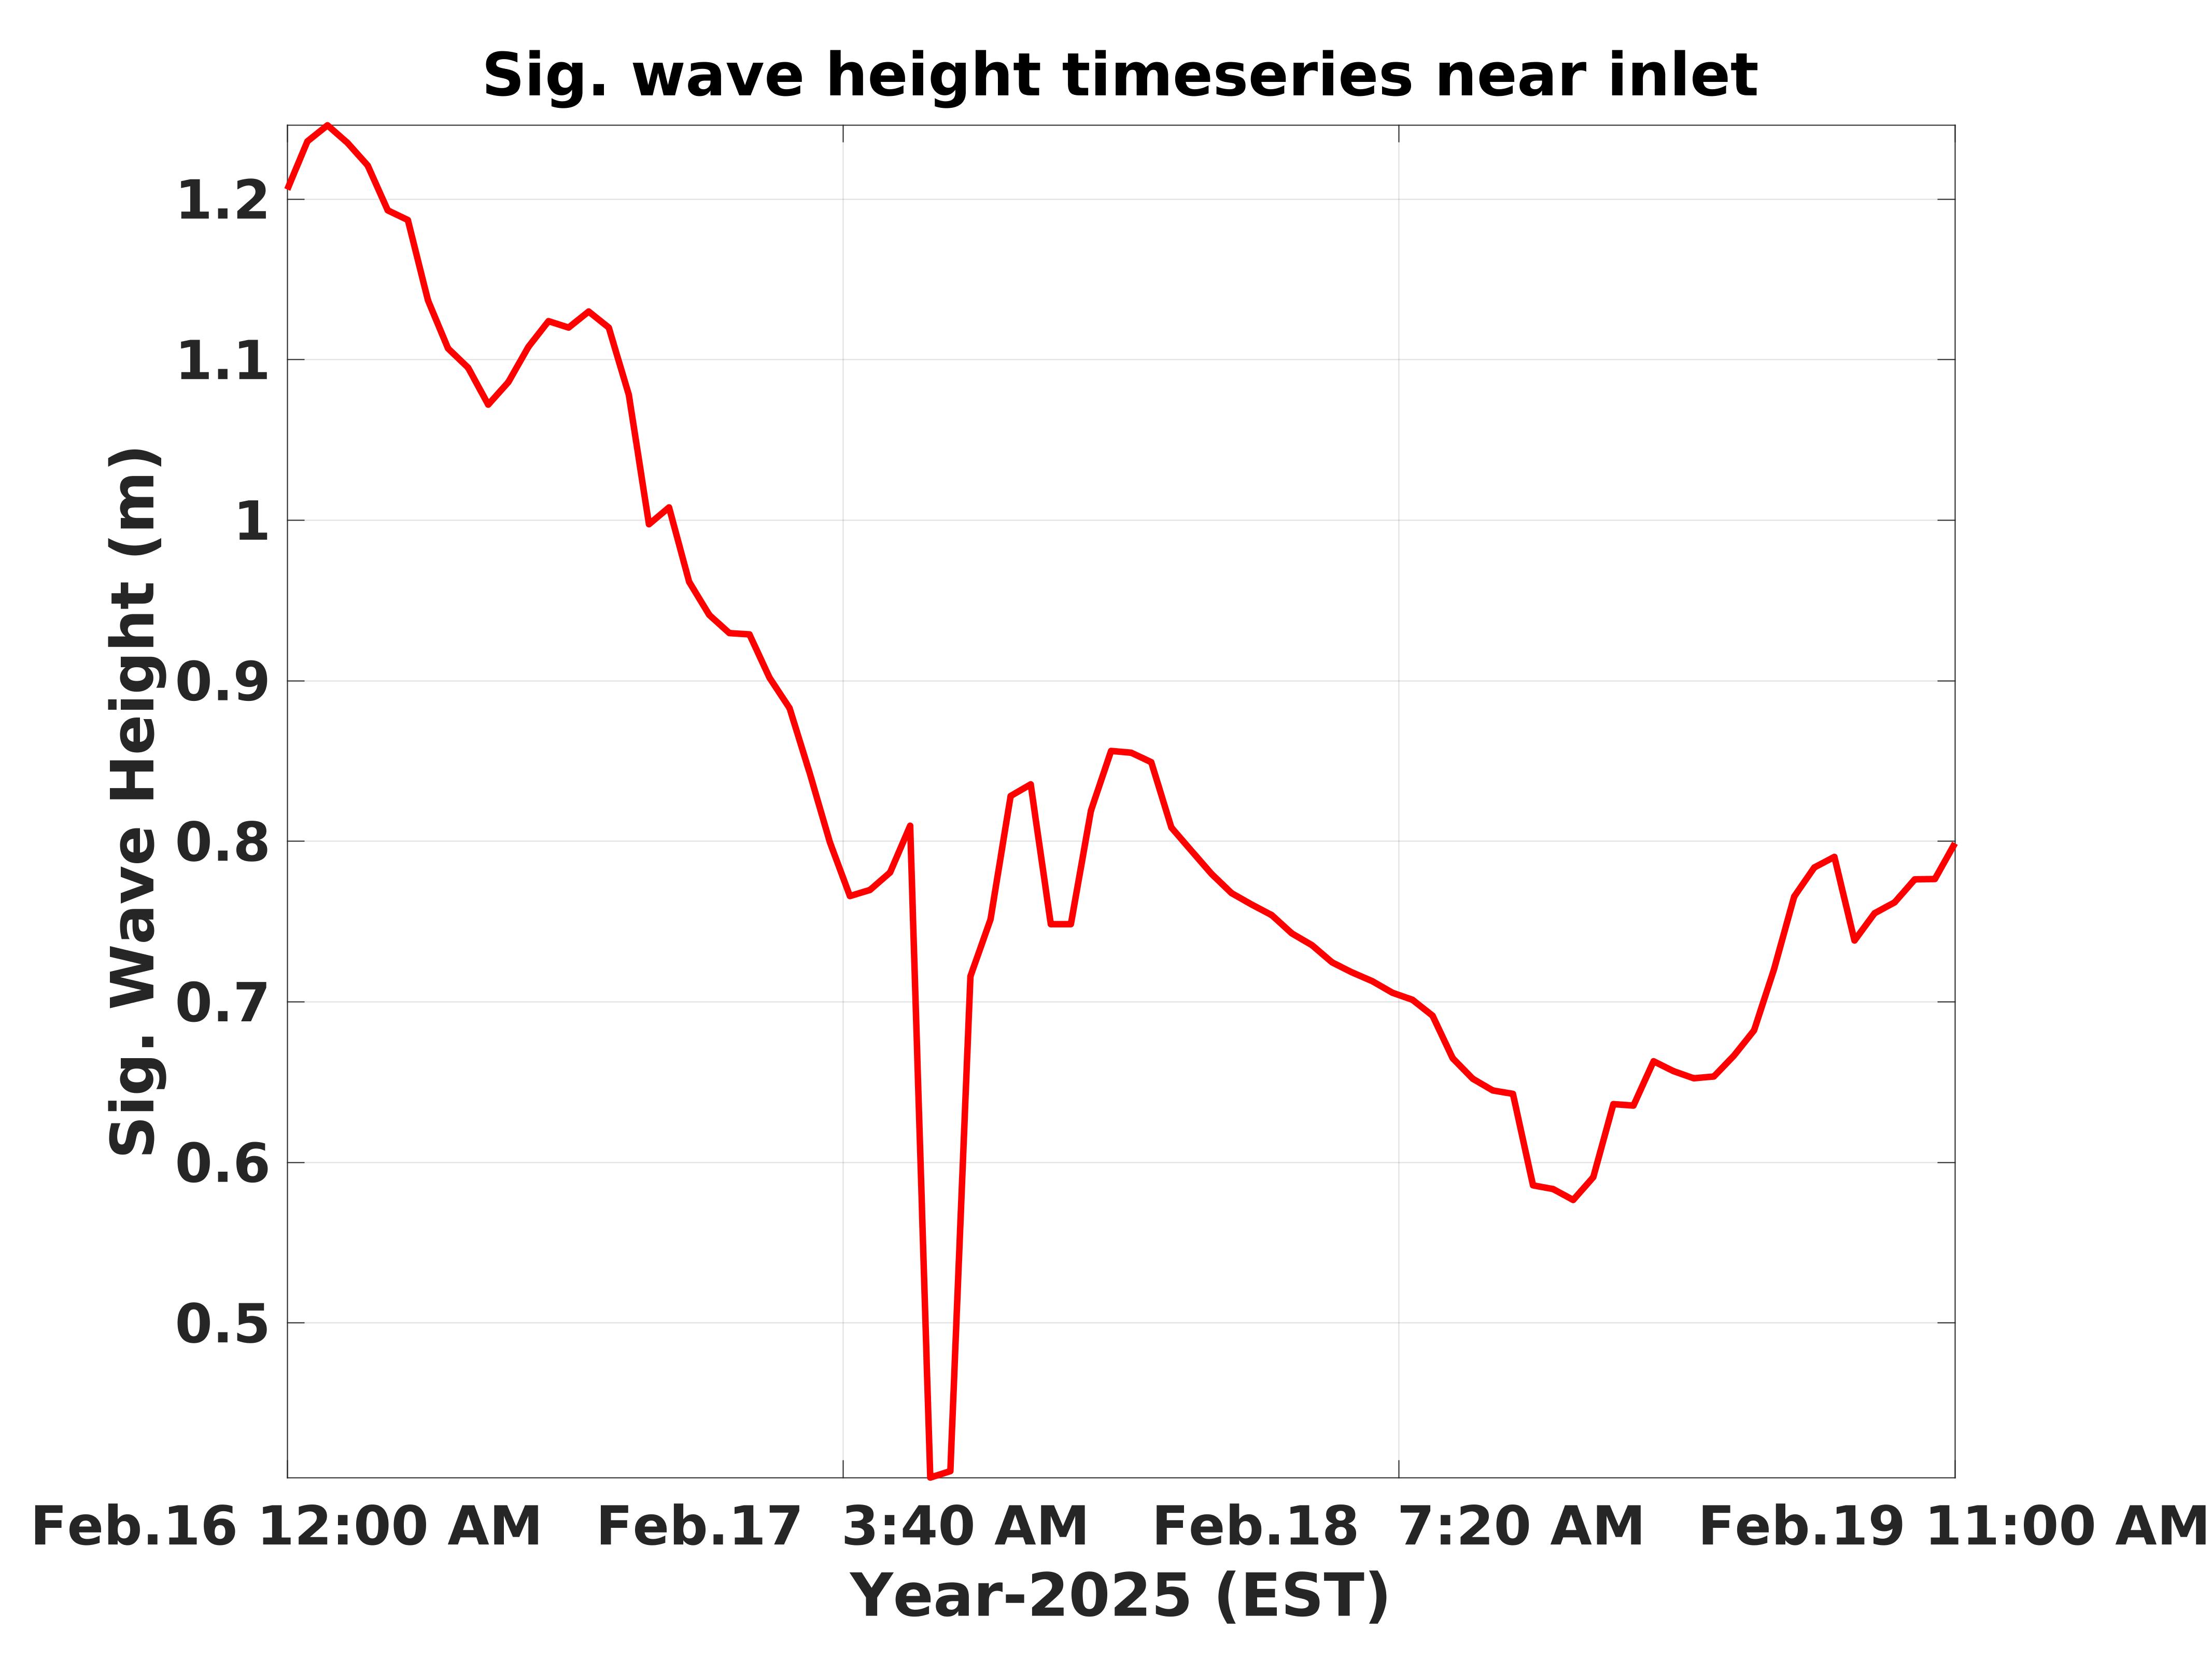 Sig. wave height timeseries near inlet
Sig. Wave Height (m)
1.2
1.1
1
0.9
0.8
0.7
0.6
0.5
Feb.16 12:00 AM Feb.17 3:40 AM Feb.18 7:20 AM Feb.19 11:00 AM
Year-2025 (EST)